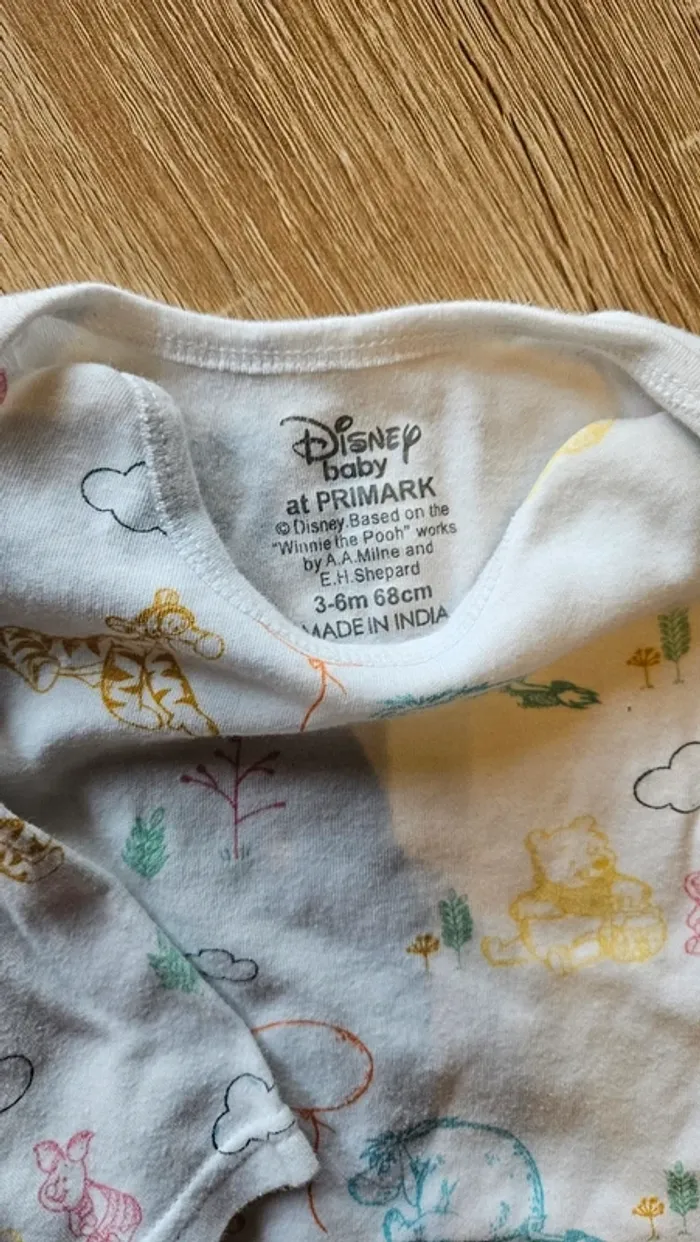 Disney
baby
at PRIMARK
© Disney. Based on the
"Winnie the Pooh" works
by A.A.Milne and
E.H.Shepard
3-6m 68cm
MADE IN INDIA